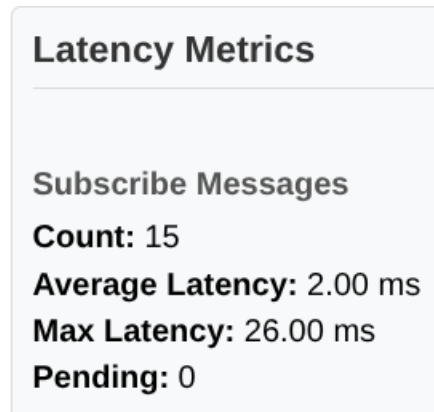 Latency Metrics
Subscribe Messages
Count: 15
Average Latency: 2.00 ms
Max Latency: 26.00 ms
Pending: 0